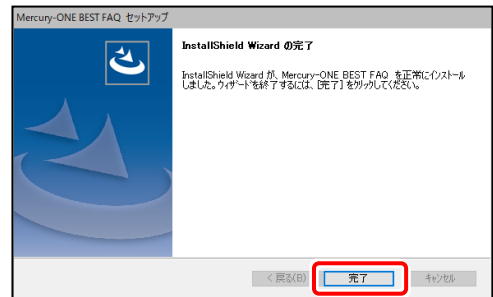 Mercury-ONE BEST FAQ セットアップ
InstallShield Wizard の完了
InstallShield Wizard が、Mercury-ONE BEST FAQ を正常にインストール
しました。ウィザードを終了するには、[完了] をクリックしてください。
< 戻る(B)
完了
キャンセル